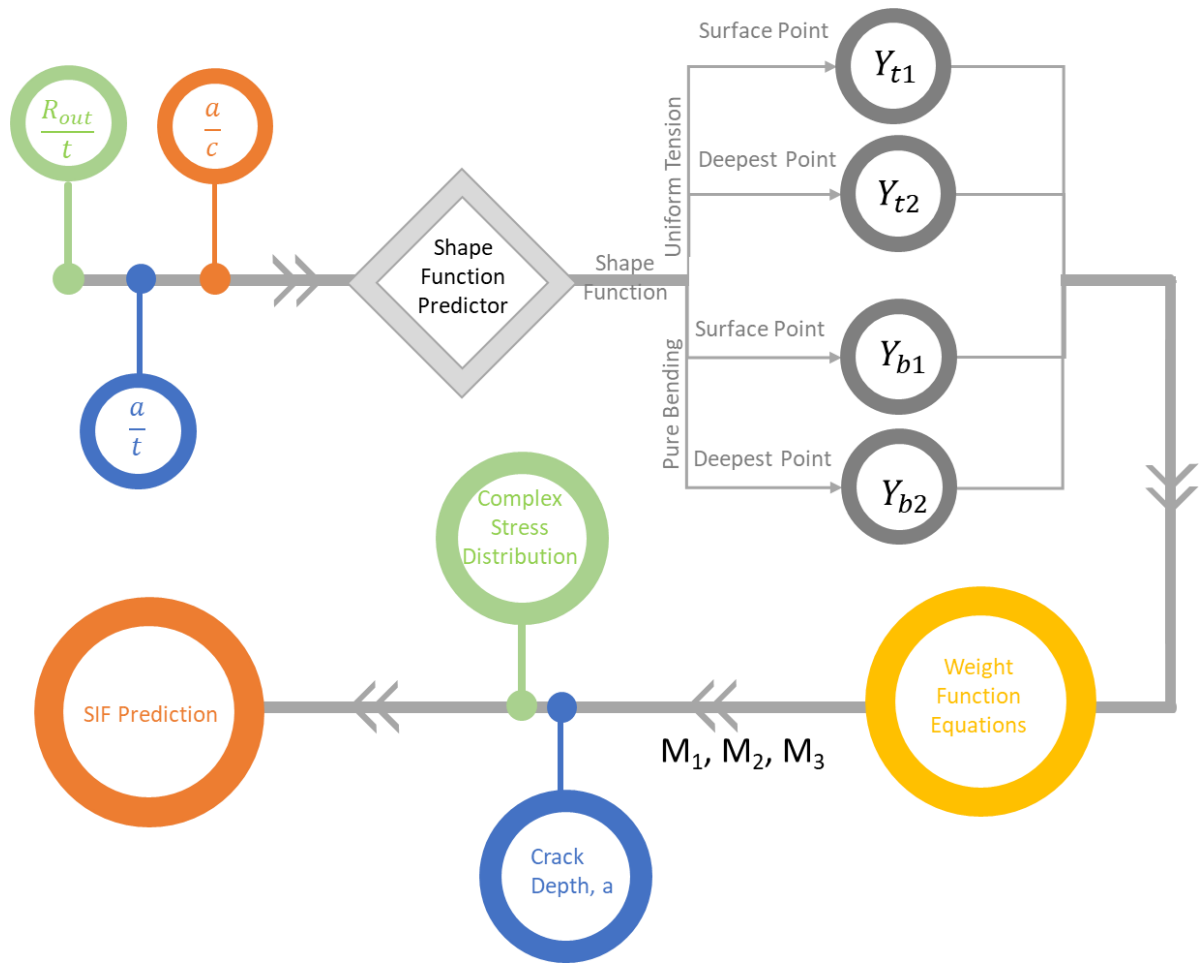 R_out
t
a
c
a
t
Shape
Function
Predictor
Shape
Function
Uniform Tension
Pure Bending
Surface Point
Y_t1
Deepest Point
Y_t2
Surface Point
Y_b1
Deepest Point
Y_b2
Weight
Function
Equations
M₁, M₂, M₃
Complex
Stress
Distribution
Crack
Depth, a
SIF Prediction